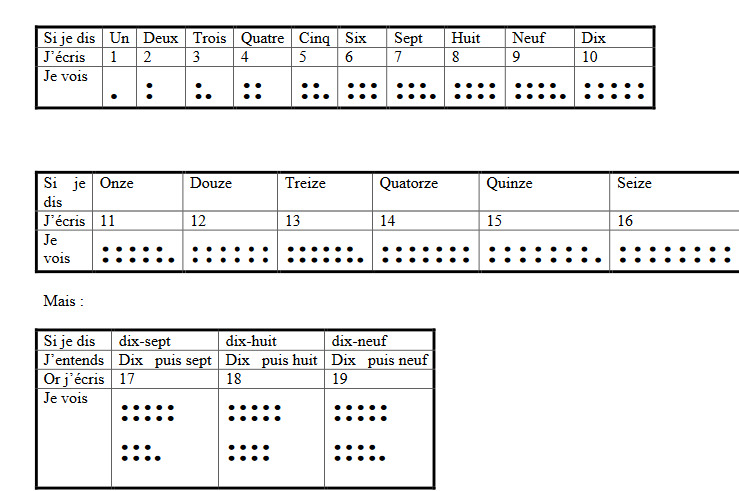 Si je dis Un Deux Trois Quatre Cinq Six Sept Huit Neuf Dix
J'écris 1 2 3 4 5 6 7 8 9 10
Je vois
Si je dis Onze Douze Treize Quatorze Quinze Seize
J'écris 11 12 13 14 15 16
Je vois
Mais :
Si je dis dix-sept dix-huit dix-neuf
J'entends Dix puis sept Dix puis huit Dix puis neuf
Or j'écris 17 18 19
Je vois